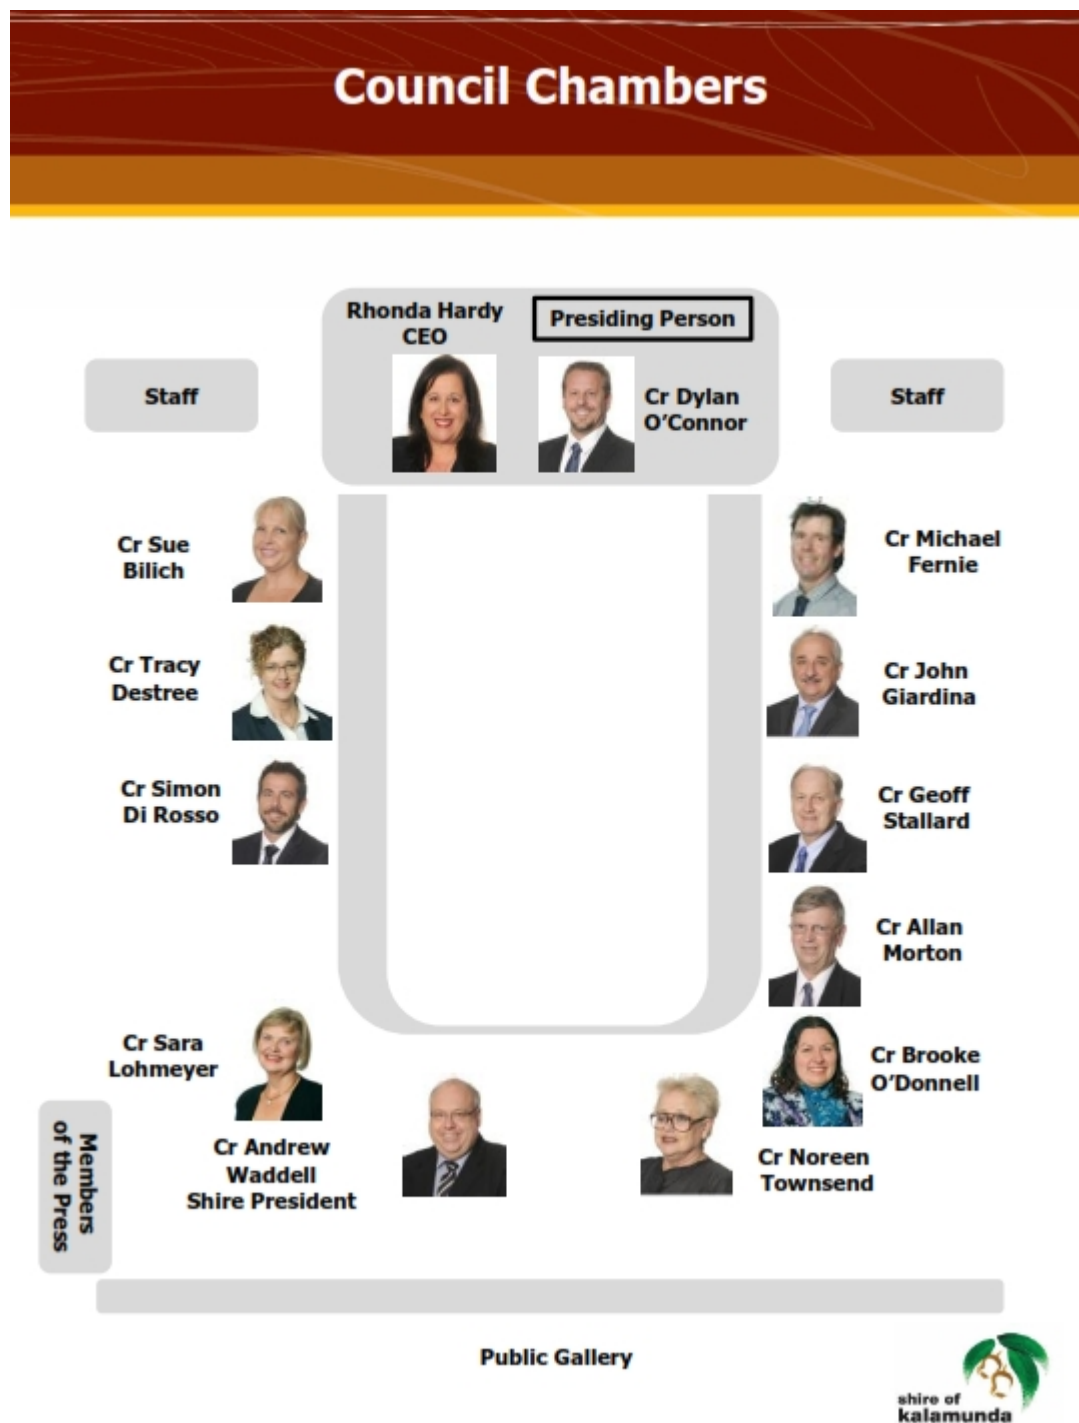 Council Chambers
Rhonda Hardy
CEO
Presiding Person
Cr Dylan
O'Connor
Staff
Staff
Cr Sue
Bilich
Cr Michael
Fernie
Cr Tracy
Destree
Cr John
Giardina
Cr Simon
Di Rosso
Cr Geoff
Stallard
Cr Allan
Morton
Cr Sara
Lohmeyer
Cr Brooke
O'Donnell
Members
of the Press
Cr Andrew
Waddell
Shire President
Cr Noreen
Townsend
Public Gallery
shire of
kalamunda